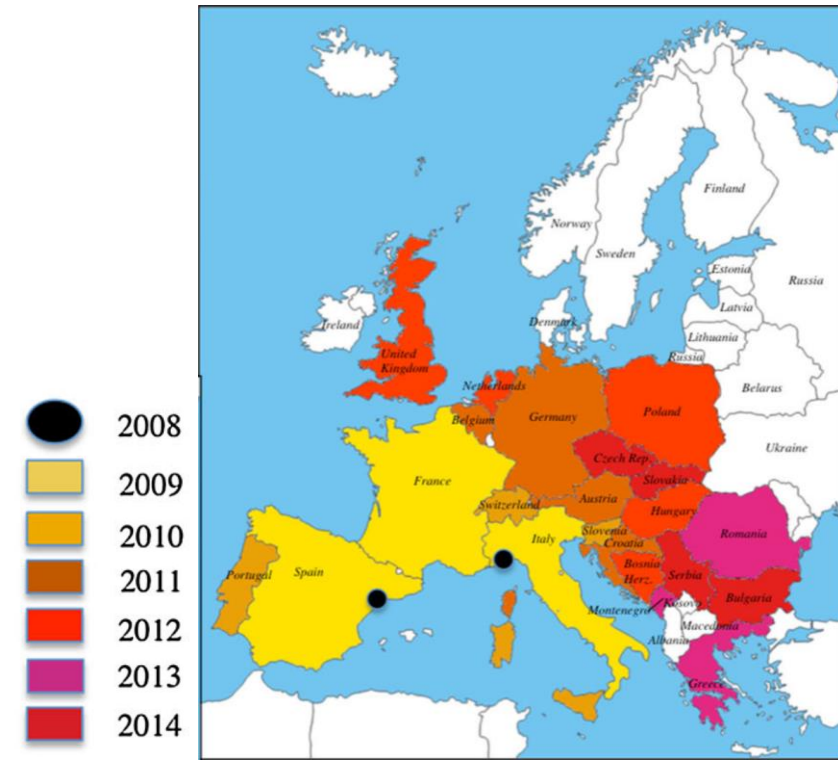 2008
2009
2010
2011
2012
2013
2014
Finland
Norway
Sweden
Estonia
Russia
Latvia
Ireland
Denmark
Lithuania
Russia
United
Kingdom
Netherlands
Belarus
Poland
Belgium
Germany
Ukraine
Czech Rep.
France
Slovakia
Switzerland
Austria
Hungary
Slovenia
Italy
Croatia
Romania
Portugal
Spain
Bosnia
Herz.
Serbia
Bulgaria
Montenegro
Kosovo
Macedonia
Albania
Greece